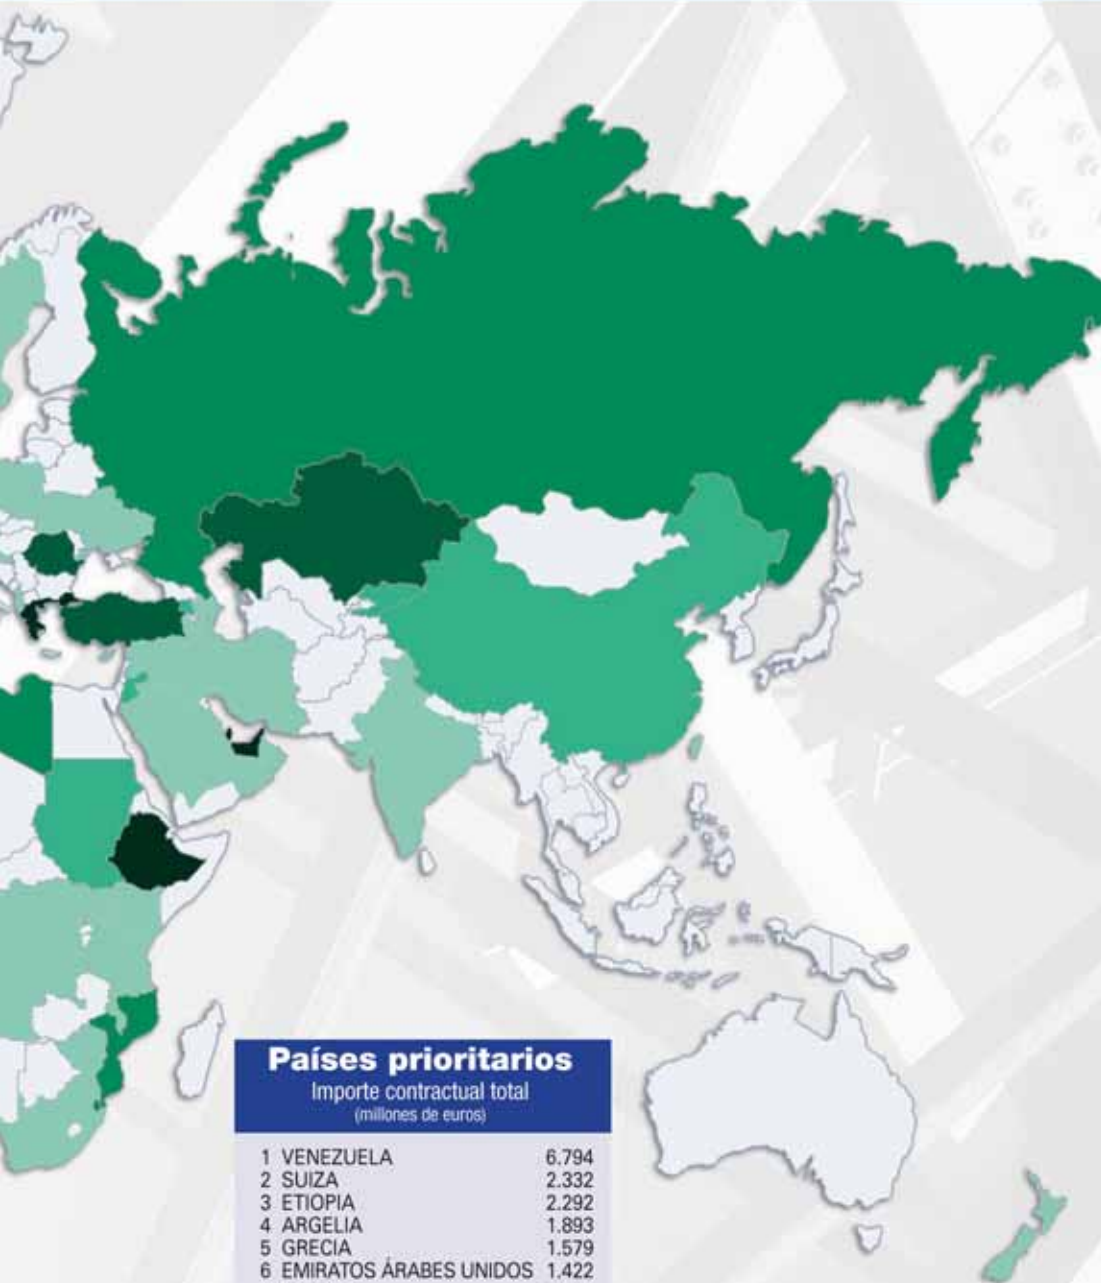 Países prioritarios
Importe contractual total
(millones de euros)
1 VENEZUELA 6.794
2 SUIZA 2.332
3 ETIOPIA 2.292
4 ARGELIA 1.893
5 GRECIA 1.579
6 EMIRATOS ÁRABES UNIDOS 1.422